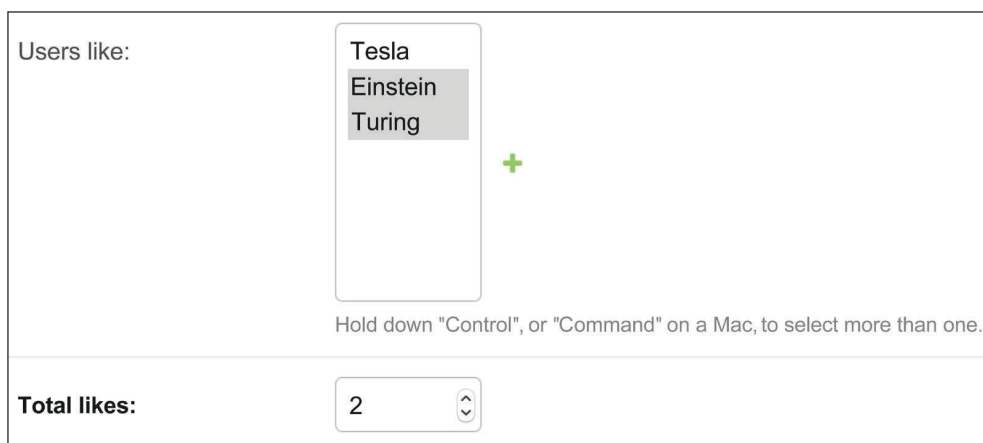 Users like:
Tesla
Einstein
Turing
Hold down "Control", or "Command" on a Mac, to select more than one.
Total likes:
2